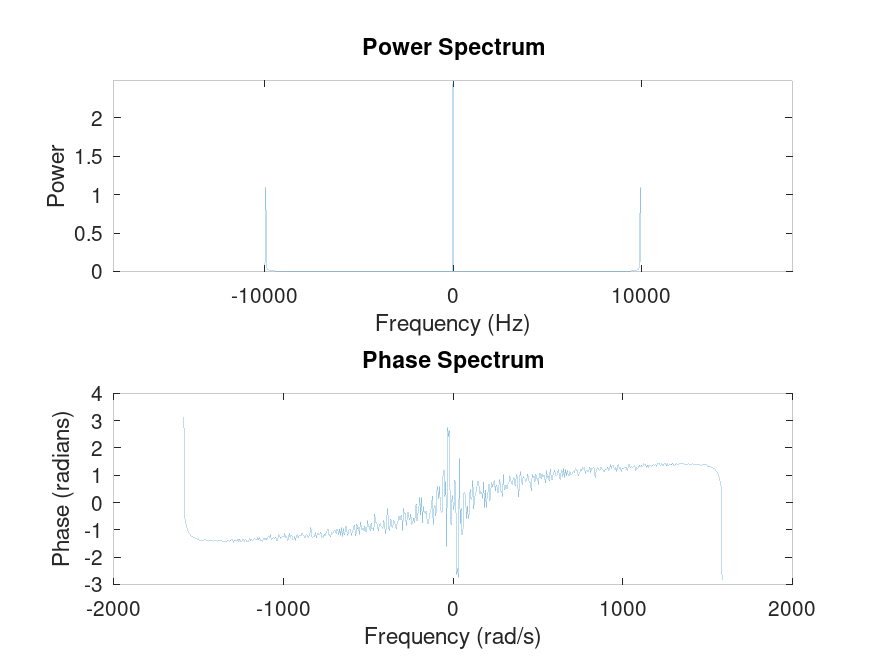 Power Spectrum
2
1.5
1
0.5
0
Power
-10000 0 10000
Frequency (Hz)
Phase Spectrum
4
3
2
1
0
-1
-2
-3
Phase (radians)
-2000 -1000 0 1000 2000
Frequency (rad/s)